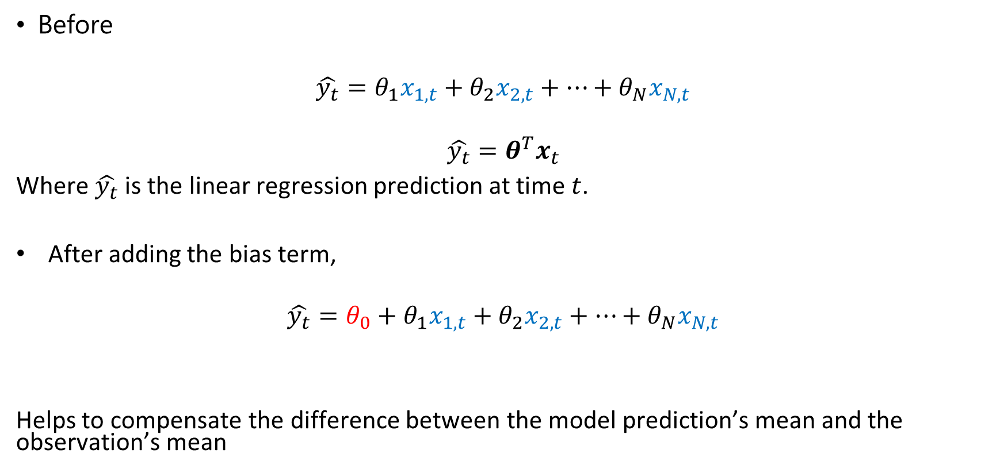 • Before
$\widehat{y_t} = \theta_1 x_{1,t} + \theta_2 x_{2,t} + \cdots + \theta_N x_{N,t}$
$\widehat{y_t} = \boldsymbol{\theta}^T \boldsymbol{x}_t$
Where $\widehat{y_t}$ is the linear regression prediction at time $t$.
• After adding the bias term,
$\widehat{y_t} = \theta_0 + \theta_1 x_{1,t} + \theta_2 x_{2,t} + \cdots + \theta_N x_{N,t}$
Helps to compensate the difference between the model prediction’s mean and the
observation’s mean